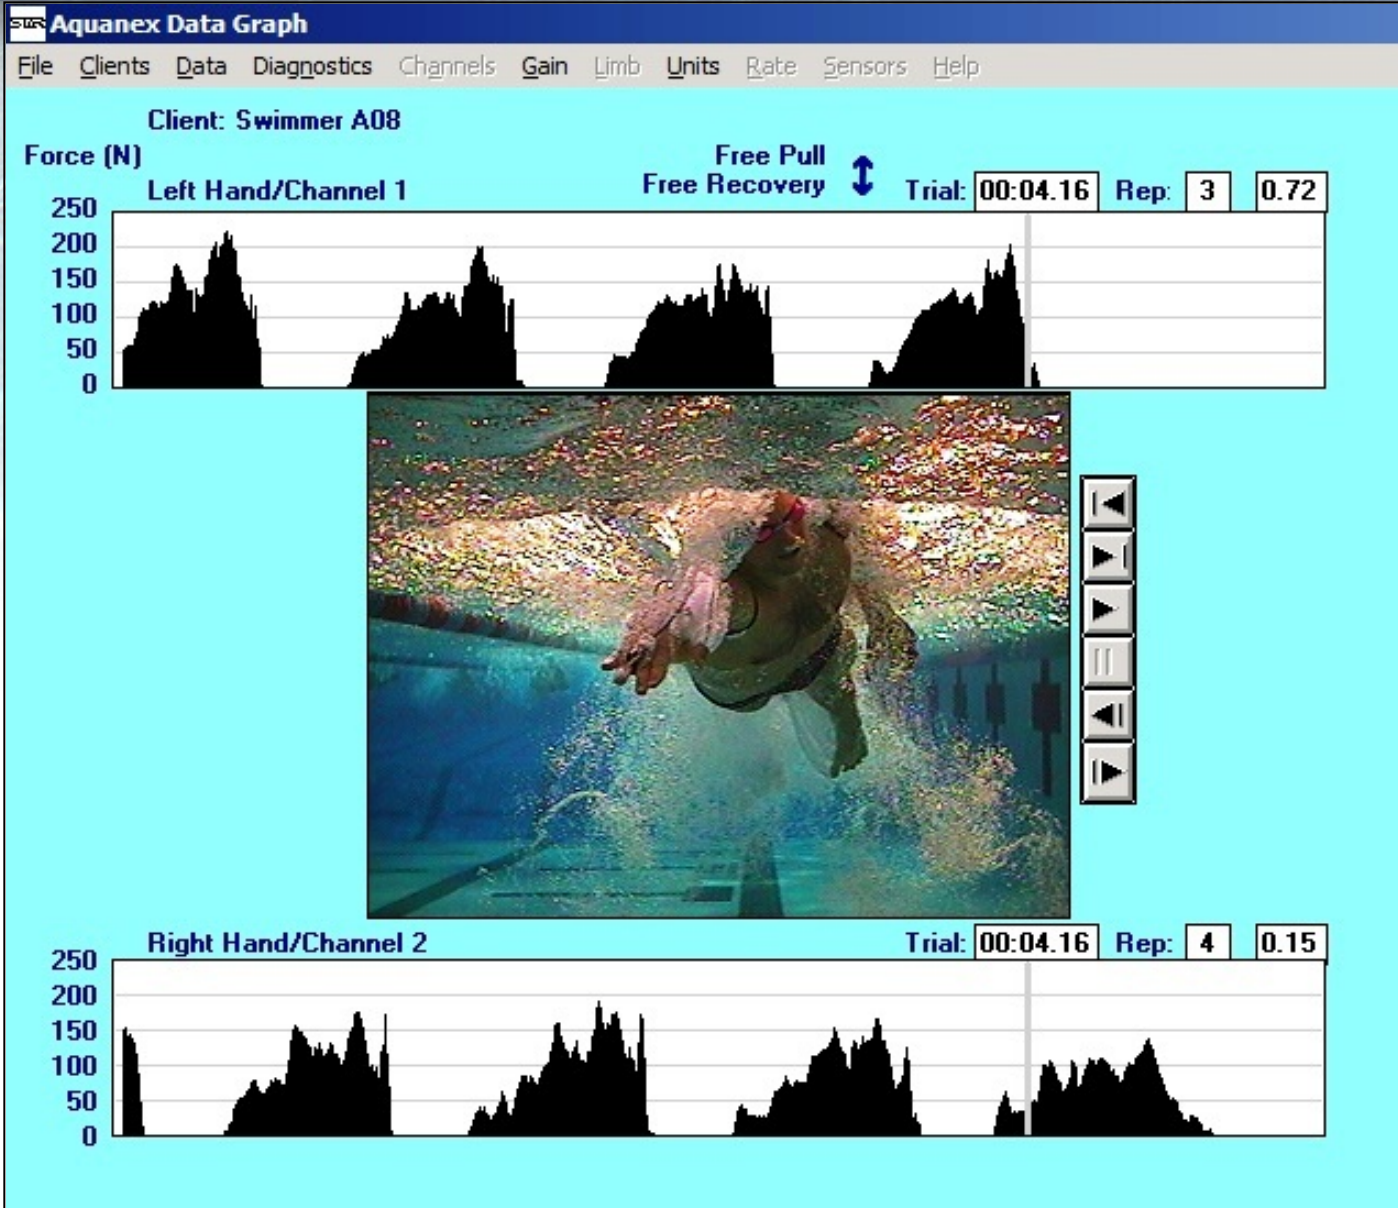 STAR Aquanex Data Graph
File Clients Data Diagnostics Channels Gain Limb Units Rate Sensors Help
Client: Swimmer A08
Force (N)
Free Pull
Free Recovery
Left Hand/Channel 1
Trial: 00:04.16 Rep: 3 0.72
250
200
150
100
50
0
Right Hand/Channel 2
Trial: 00:04.16 Rep: 4 0.15
250
200
150
100
50
0